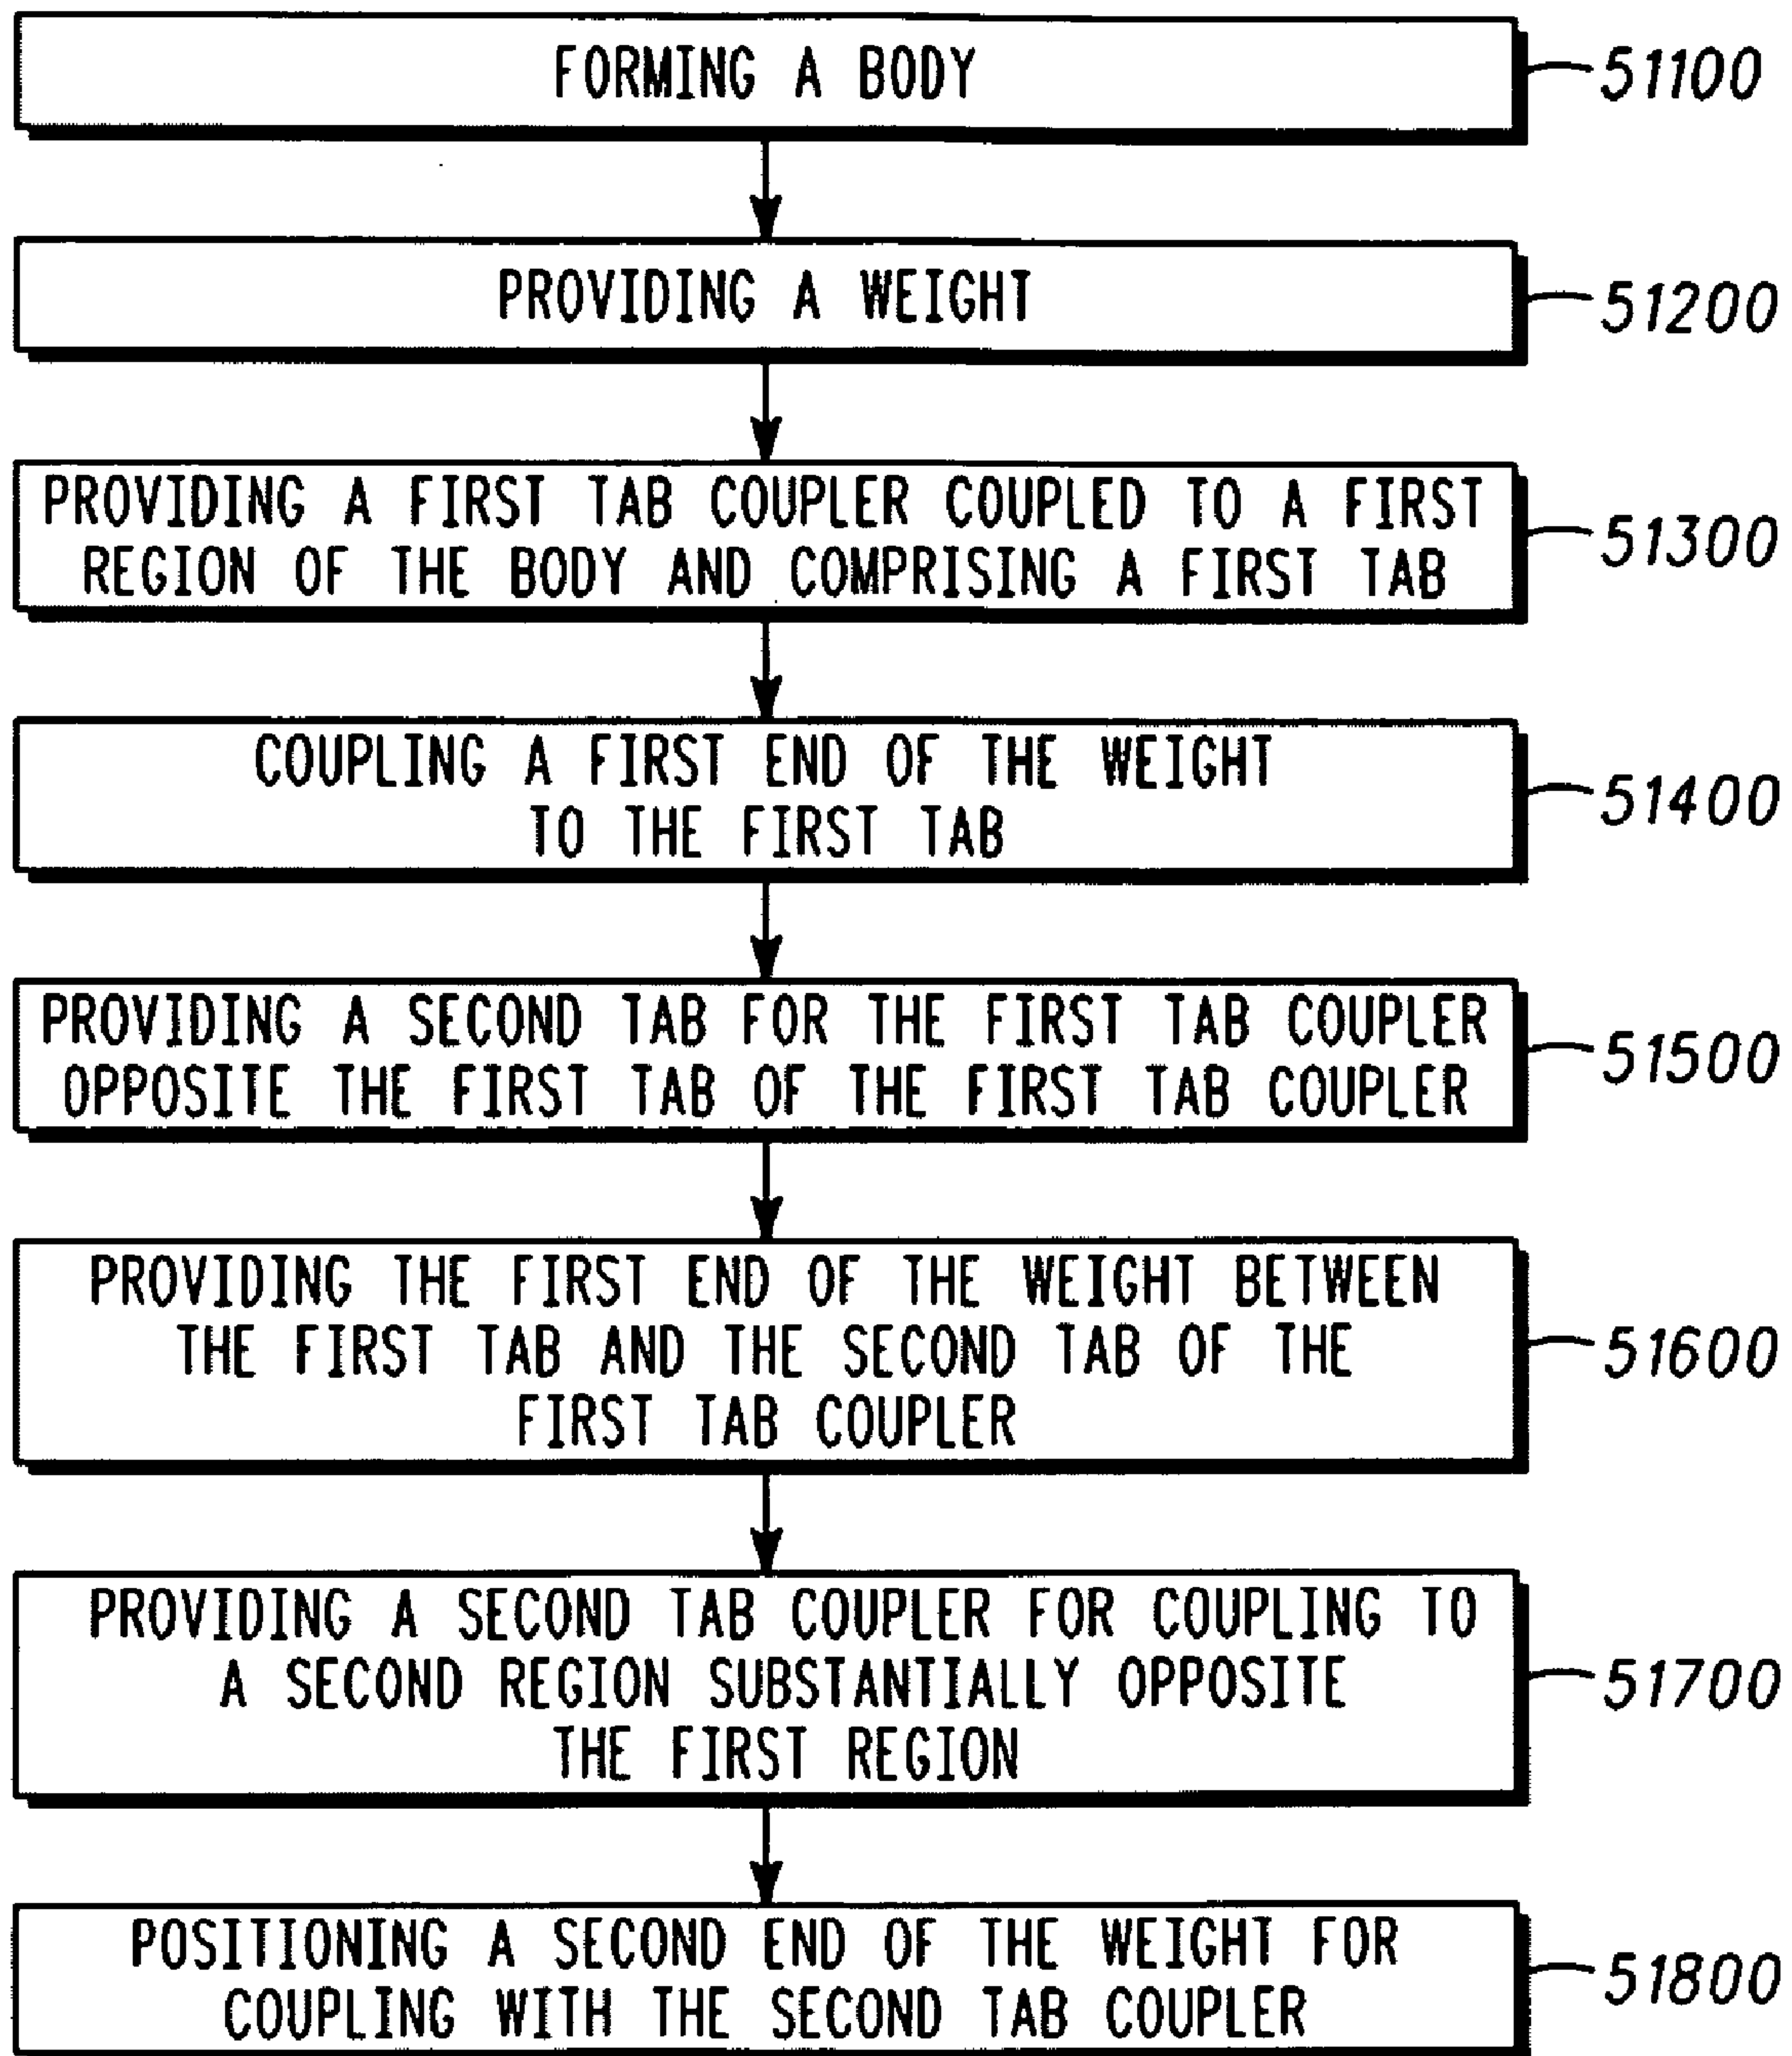 FORMING A BODY
51100
PROVIDING A WEIGHT
51200
PROVIDING A FIRST TAB COUPLER COUPLED TO A FIRST
REGION OF THE BODY AND COMPRISING A FIRST TAB
51300
COUPLING A FIRST END OF THE WEIGHT
TO THE FIRST TAB
51400
PROVIDING A SECOND TAB FOR THE FIRST TAB COUPLER
OPPOSITE THE FIRST TAB OF THE FIRST TAB COUPLER
51500
PROVIDING THE FIRST END OF THE WEIGHT BETWEEN
THE FIRST TAB AND THE SECOND TAB OF THE
FIRST TAB COUPLER
51600
PROVIDING A SECOND TAB COUPLER FOR COUPLING TO
A SECOND REGION SUBSTANTIALLY OPPOSITE
THE FIRST REGION
51700
POSITIONING A SECOND END OF THE WEIGHT FOR
COUPLING WITH THE SECOND TAB COUPLER
51800